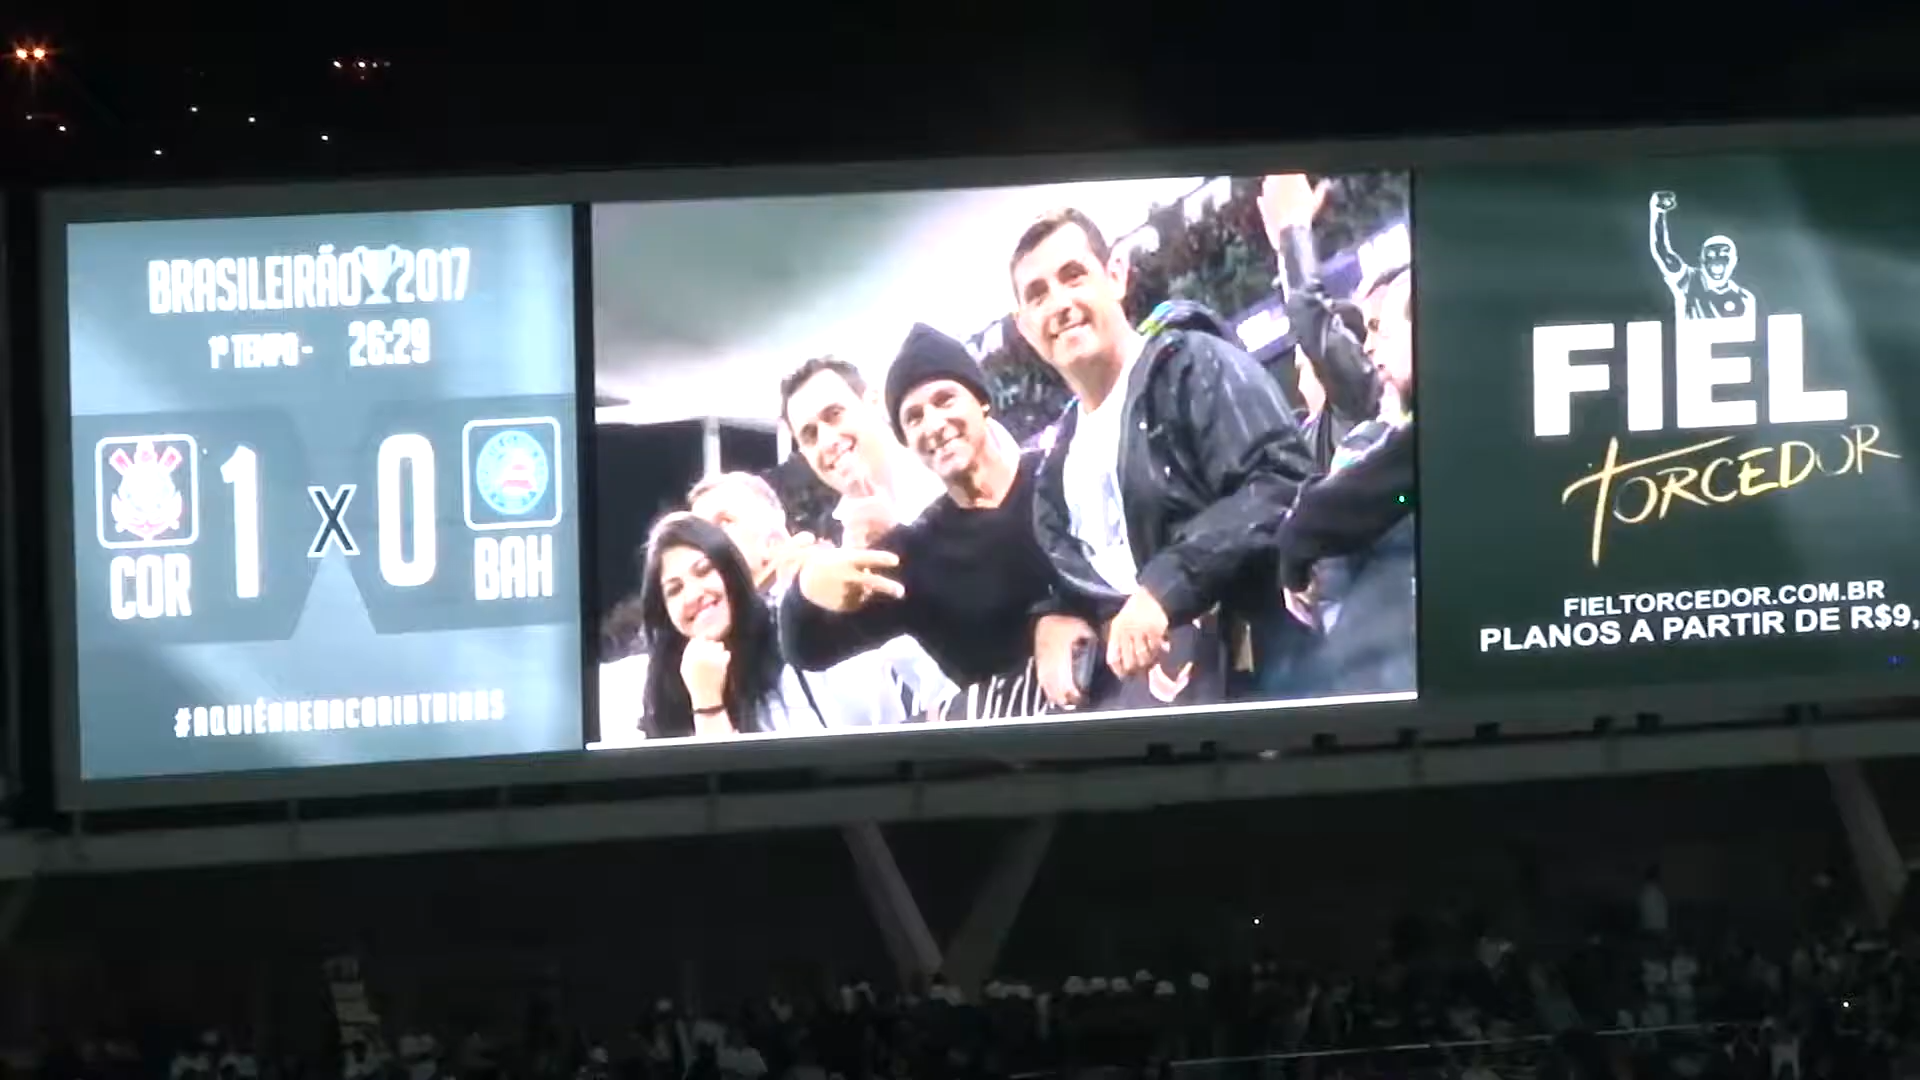 BRASILEIRÃO 2017
1º TEMPO - 26:29
1 X 0
COR BAH
#AQUIÉARENACORINTHIANS
FIEL
TORCEDOR
FIELTORCEDOR.COM.BR
PLANOS A PARTIR DE R$9,